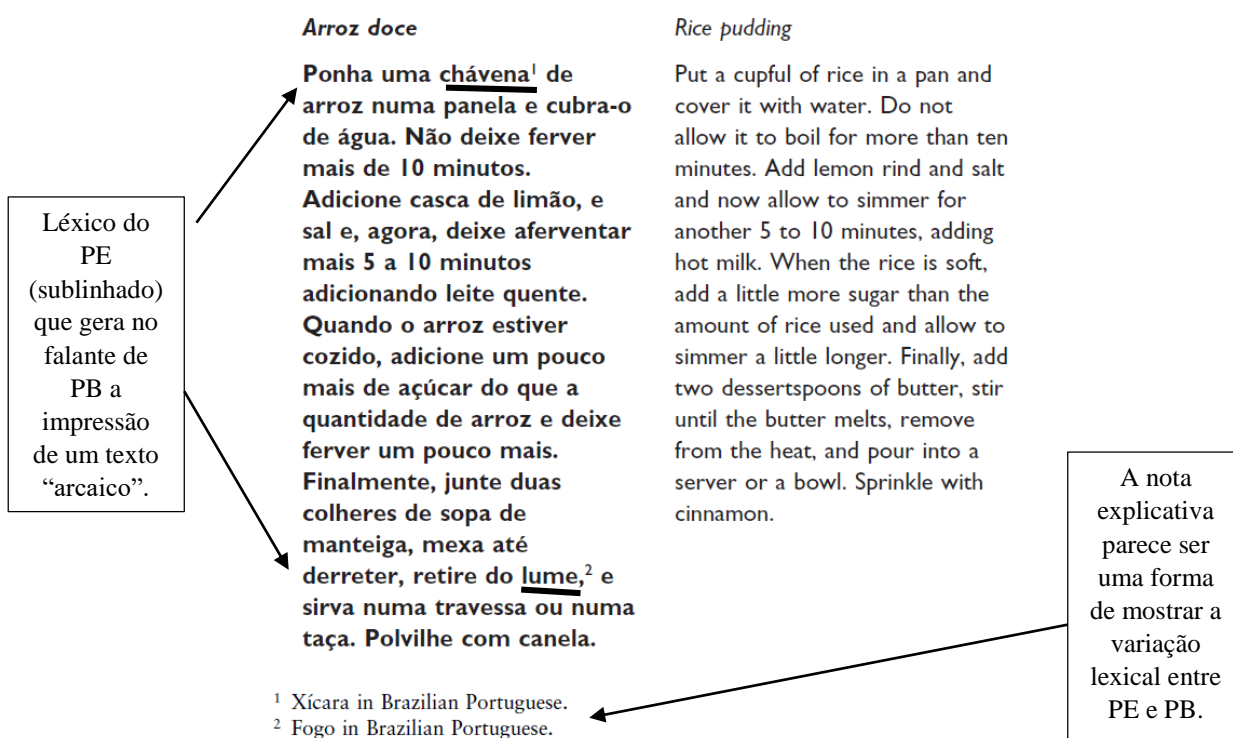 Arroz doce
Ponha uma chávena¹ de
arroz numa panela e cubra-o
de água. Não deixe ferver
mais de 10 minutos.
Adicione casca de limão, e
sal e, agora, deixe aferventar
mais 5 a 10 minutos
adicionando leite quente.
Quando o arroz estiver
cozido, adicione um pouco
mais de açúcar do que a
quantidade de arroz e deixe
ferver um pouco mais.
Finalmente, junte duas
colheres de sopa de
manteiga, mexa até
derreter, retire do lume,² e
sirva numa travessa ou numa
taça. Polvilhe com canela.
Rice pudding
Put a cupful of rice in a pan and
cover it with water. Do not
allow it to boil for more than ten
minutes. Add lemon rind and salt
and now allow to simmer for
another 5 to 10 minutes, adding
hot milk. When the rice is soft,
add a little more sugar than the
amount of rice used and allow to
simmer a little longer. Finally, add
two dessertspoons of butter, stir
until the butter melts, remove
from the heat, and pour into a
server or a bowl. Sprinkle with
cinnamon.
Léxico do
PE
(sublinhado)
que gera no
falante de
PB a
impressão
de um texto
“arcaico”.
A nota
explicativa
parece ser
uma forma
de mostrar a
variação
lexical entre
PE e PB.
¹ Xícara in Brazilian Portuguese.
² Fogo in Brazilian Portuguese.